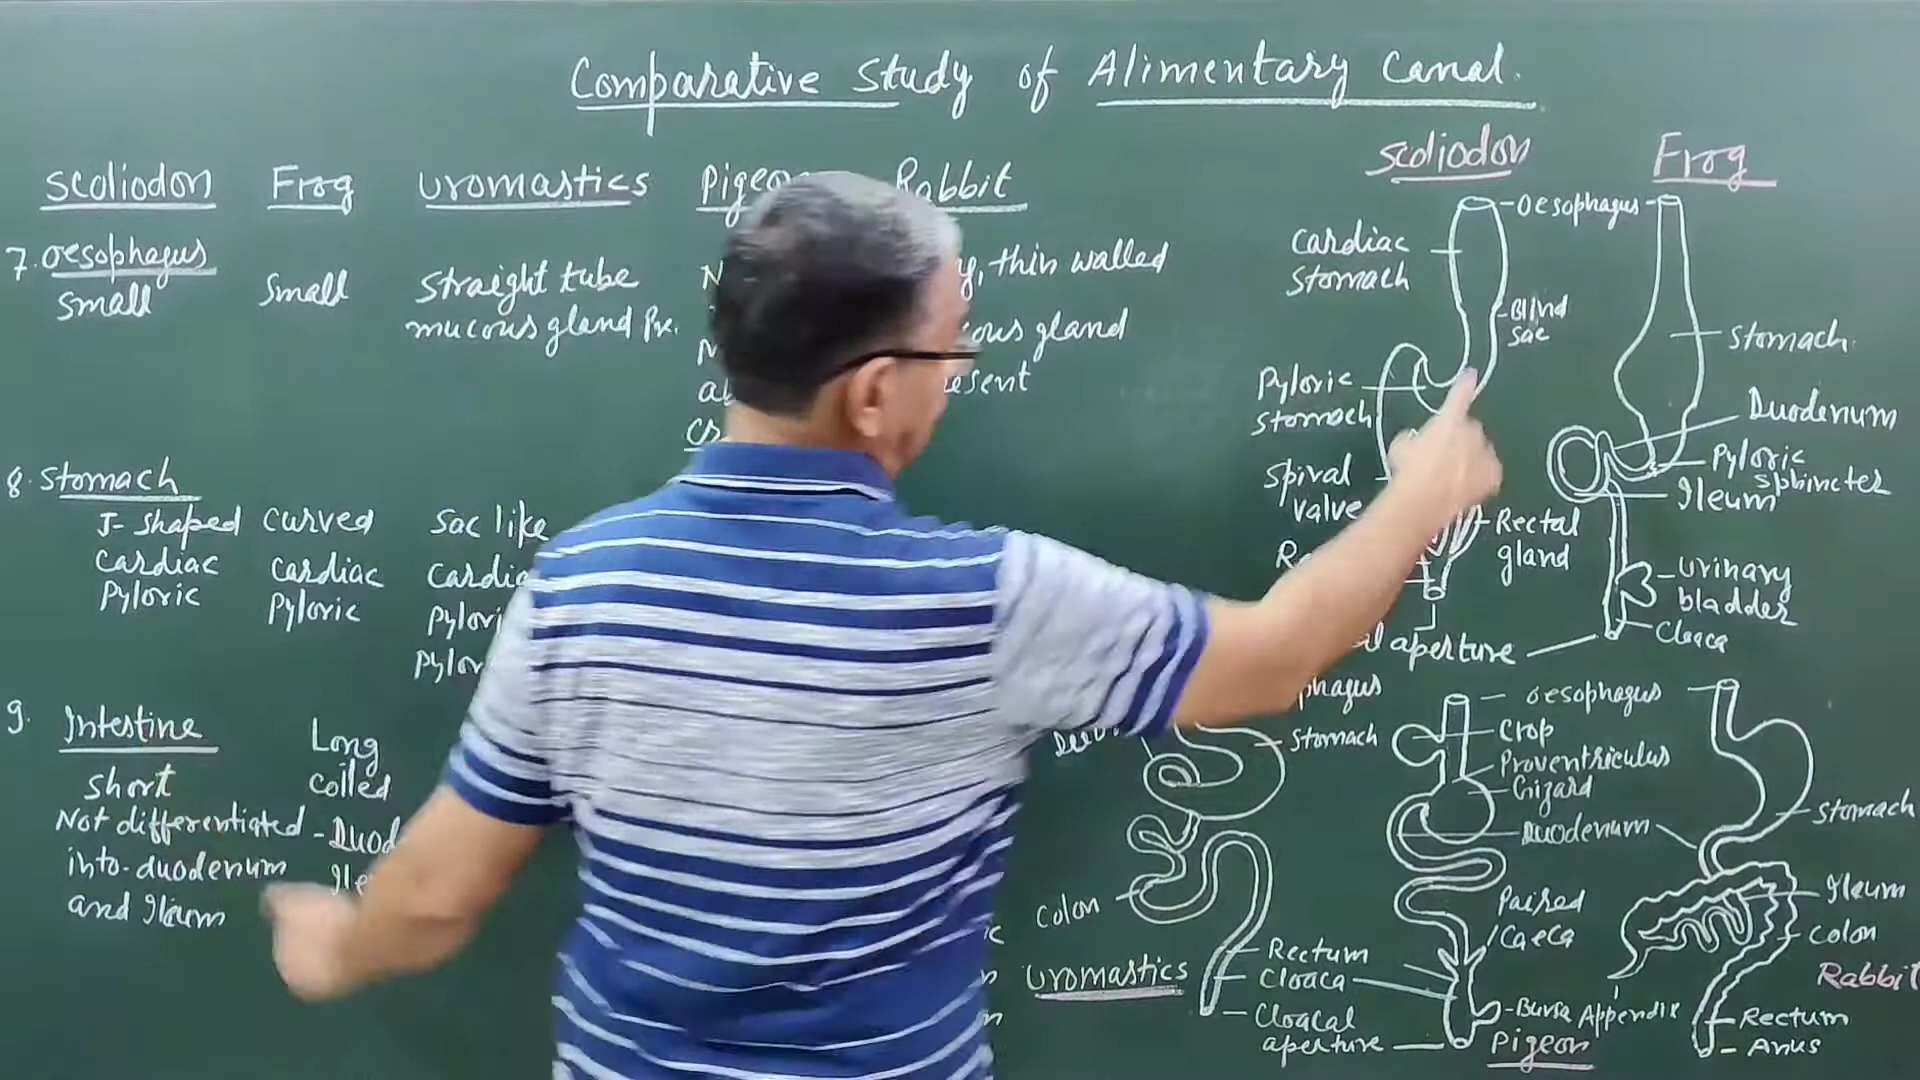 Comparative Study of Alimentary Canal.
Scoliodon Frog Uromastics Rabbit
7. Oesophagus
Small
Small
Straight tube
mucous gland Pre.
thin walled
gland
8. Stomach
J-shaped
Cardiac
Pyloric
Curved
Cardiac
Pyloric
Sac like
9. Intestine
Short
Not differentiated
into duodenum
and Ileum
Long
Coiled
Scoliodon
Oesophagus
Cardiac
Stomach
Blind
Sac
Pyloric
Stomach
Spiral
Valve
Rectal
gland
aperture
Frog
Stomach
Duodenum
Pyloric
Sphincter
Ileum
Urinary
bladder
Cloaca
Stomach
Colon
Rectum
Cloaca
Cloacal
aperture
Uromastics
Oesophagus
Crop
Proventriculus
Gizard
Duodenum
Paired
Caeca
Bursa
Pigeon
Stomach
Ileum
Colon
Rabbit
Appendix
Rectum
Anus